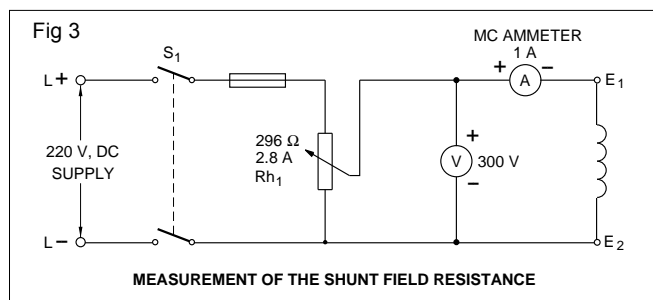 Fig 3
MC AMMETER
1 A
S1
+ A −
E1
L+
220 V, DC
SUPPLY
296 Ω
2.8 A
Rh1
+
V 300 V
−
L−
E2
MEASUREMENT OF THE SHUNT FIELD RESISTANCE